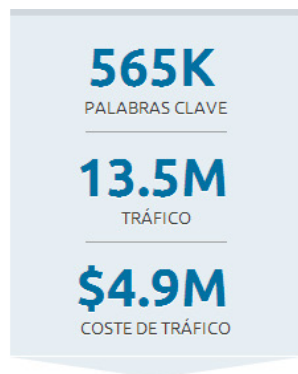 565K
PALABRAS CLAVE
13.5M
TRÁFICO
$4.9M
COSTE DE TRÁFICO